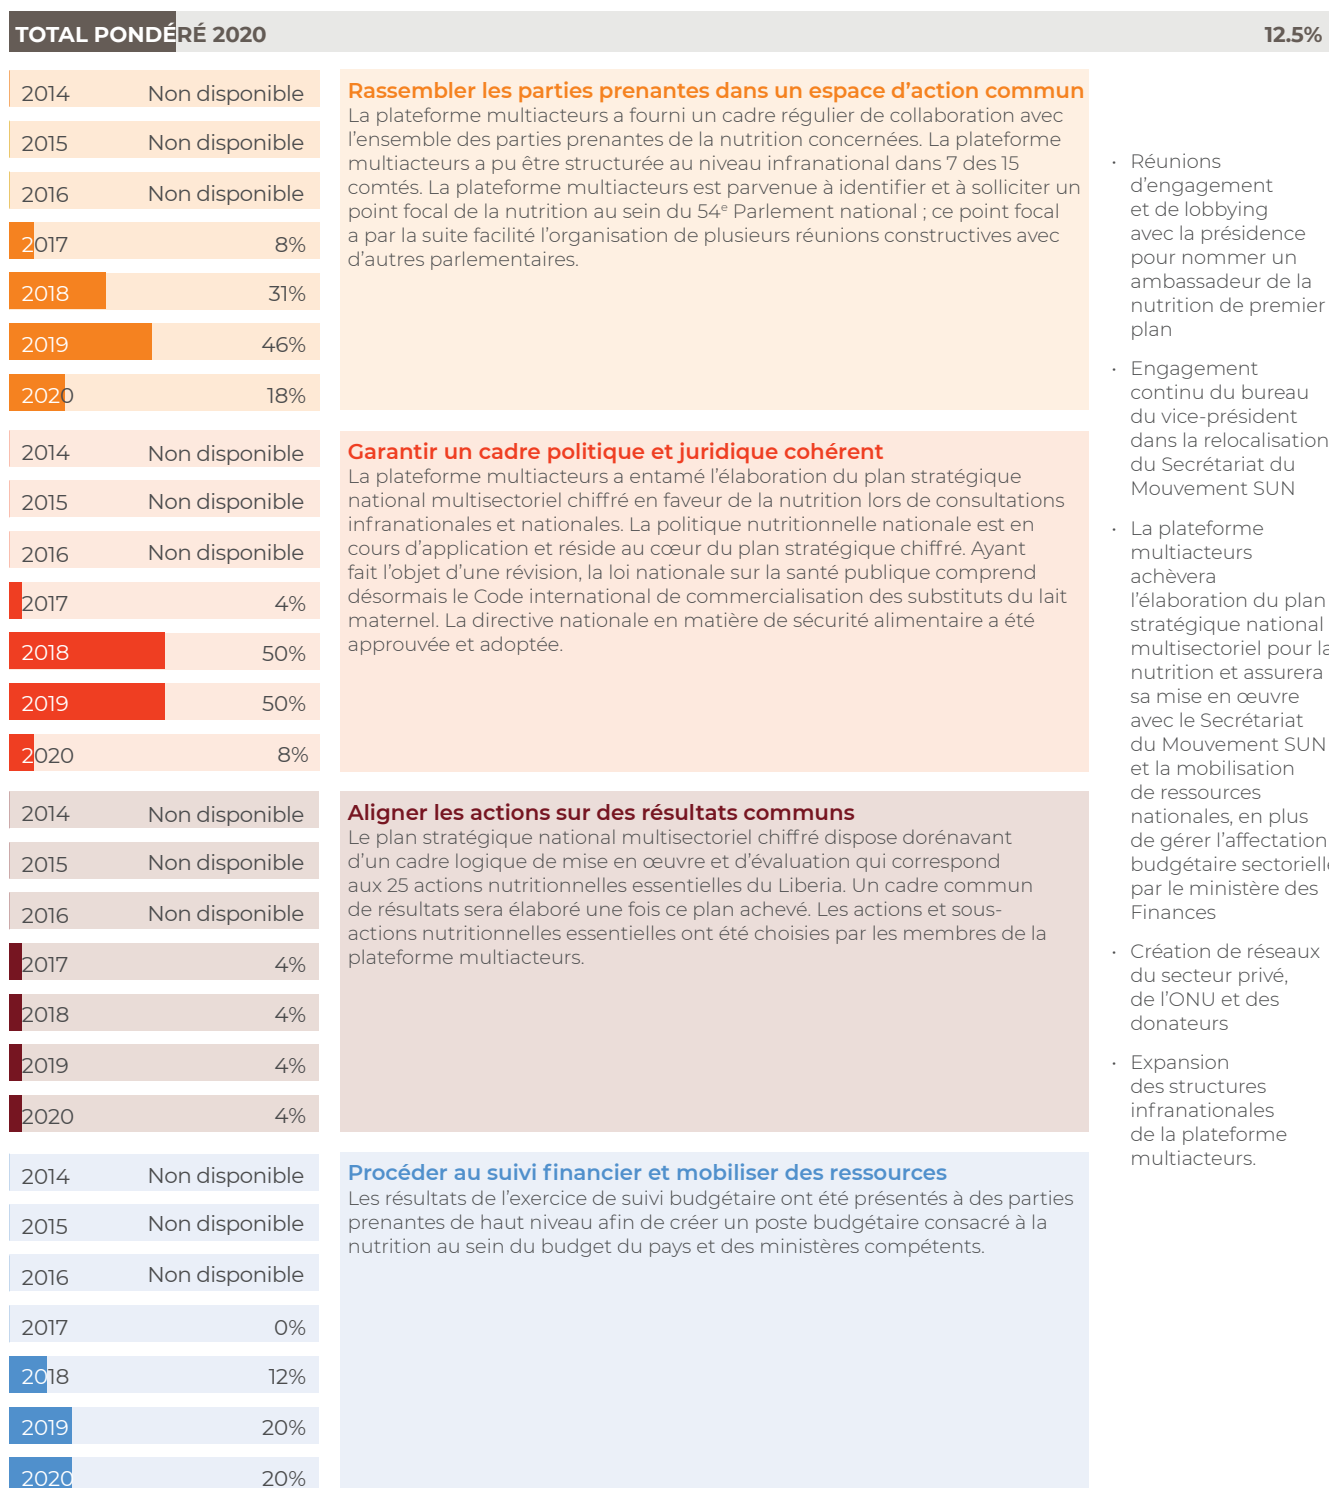 TOTAL PONDÉRÉ 2020 12.5%
2014 Non disponible
2015 Non disponible
2016 Non disponible
2017 8%
2018 31%
2019 46%
2020 18%
Rassembler les parties prenantes dans un espace d’action commun
La plateforme multiacteurs a fourni un cadre régulier de collaboration avec
l’ensemble des parties prenantes de la nutrition concernées. La plateforme
multiacteurs a pu être structurée au niveau infranational dans 7 des 15
comtés. La plateforme multiacteurs est parvenue à identifier et à solliciter un
point focal de la nutrition au sein du 54e Parlement national ; ce point focal
a par la suite facilité l’organisation de plusieurs réunions constructives avec
d’autres parlementaires.
2014 Non disponible
2015 Non disponible
2016 Non disponible
2017 4%
2018 50%
2019 50%
2020 8%
Garantir un cadre politique et juridique cohérent
La plateforme multiacteurs a entamé l’élaboration du plan stratégique
national multisectoriel chiffré en faveur de la nutrition lors de consultations
infranationales et nationales. La politique nutritionnelle nationale est en
cours d’application et réside au cœur du plan stratégique chiffré. Ayant
fait l’objet d’une révision, la loi nationale sur la santé publique comprend
désormais le Code international de commercialisation des substituts du lait
maternel. La directive nationale en matière de sécurité alimentaire a été
approuvée et adoptée.
2014 Non disponible
2015 Non disponible
2016 Non disponible
2017 4%
2018 4%
2019 4%
2020 4%
Aligner les actions sur des résultats communs
Le plan stratégique national multisectoriel chiffré dispose dorénavant
d’un cadre logique de mise en œuvre et d’évaluation qui correspond
aux 25 actions nutritionnelles essentielles du Liberia. Un cadre commun
de résultats sera élaboré une fois ce plan achevé. Les actions et sous-
actions nutritionnelles essentielles ont été choisies par les membres de la
plateforme multiacteurs.
2014 Non disponible
2015 Non disponible
2016 Non disponible
2017 0%
2018 12%
2019 20%
2020 20%
Procéder au suivi financier et mobiliser des ressources
Les résultats de l’exercice de suivi budgétaire ont été présentés à des parties
prenantes de haut niveau afin de créer un poste budgétaire consacré à la
nutrition au sein du budget du pays et des ministères compétents.
• Réunions
d’engagement
et de lobbying
avec la présidence
pour nommer un
ambassadeur de la
nutrition de premier
plan
• Engagement
continu du bureau
du vice-président
dans la relocalisation
du Secrétariat du
Mouvement SUN
• La plateforme
multiacteurs
achèvera
l’élaboration du plan
stratégique national
multisectoriel pour la
nutrition et assurera
sa mise en œuvre
avec le Secrétariat
du Mouvement SUN
et la mobilisation
de ressources
nationales, en plus
de gérer l’affectation
budgétaire sectorielle
par le ministère des
Finances
• Création de réseaux
du secteur privé,
de l’ONU et des
donateurs
• Expansion
des structures
infranationales
de la plateforme
multiacteurs.